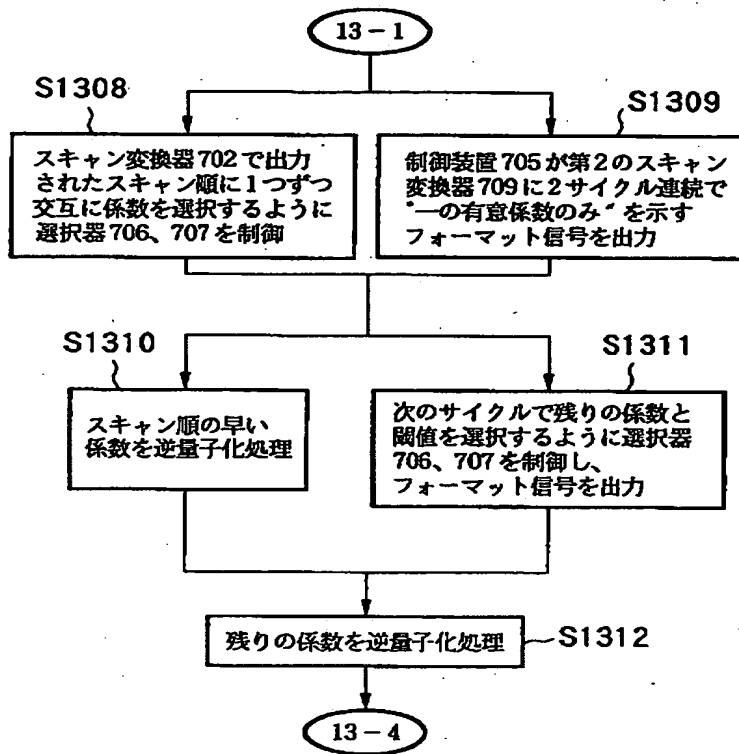 13-1
S1308
スキャン変換器702で出力
されたスキャン順に1つずつ
交互に係数を選択するように
選択器706、707を制御
S1309
制御装置705が第2のスキャン
変換器709に2サイクル連続で
"一の有意係数のみ"を示す
フォーマット信号を出力
S1310
スキャン順の早い
係数を逆量子化処理
S1311
次のサイクルで残りの係数と
閾値を選択するように選択器
706、707を制御し、
フォーマット信号を出力
残りの係数を逆量子化処理
S1312
13-4